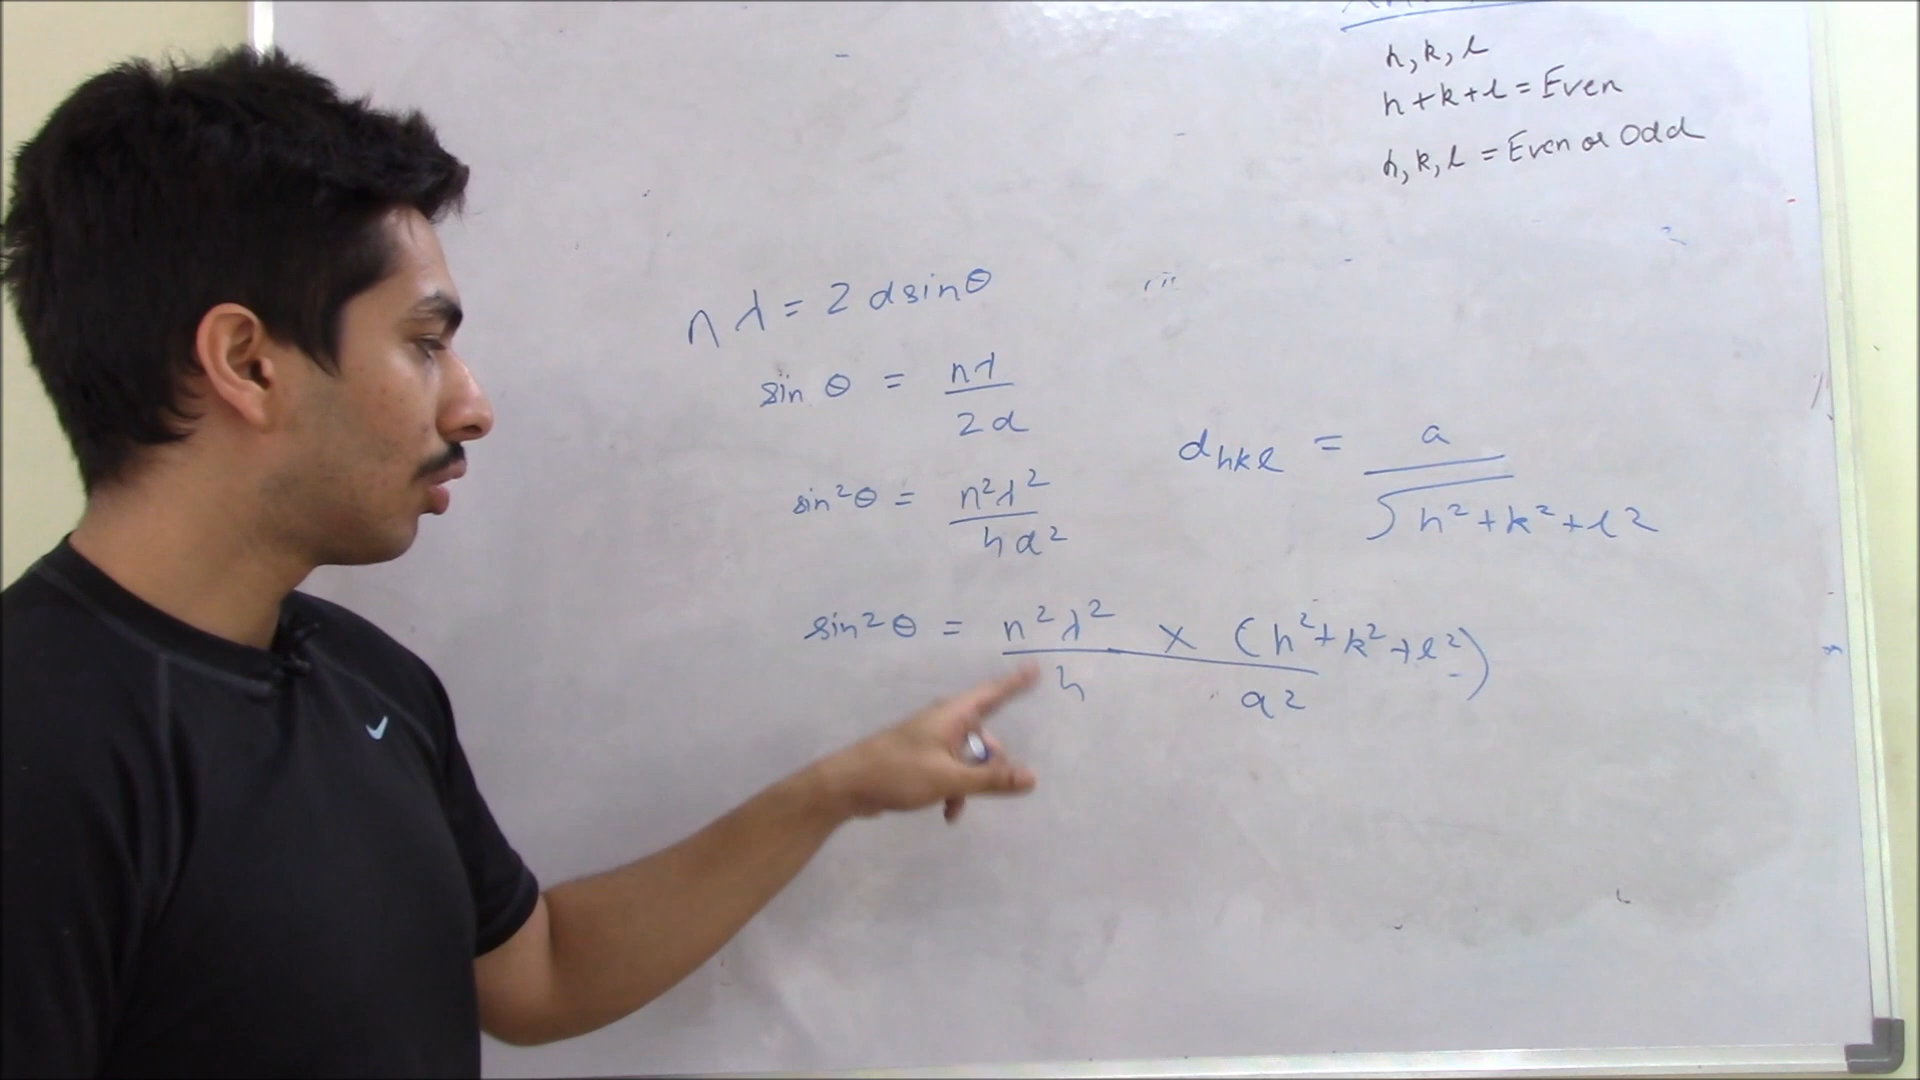 h, k, l
h + k + l = Even
h, k, l = Even or Odd
nλ = 2 d sinθ
sin θ = nλ / 2d
sin²θ = n²λ² / 4d²
d_hkl = a / √h² + k² + l²
sin²θ = n²λ² / 4 × (h² + k² + l²) / a²